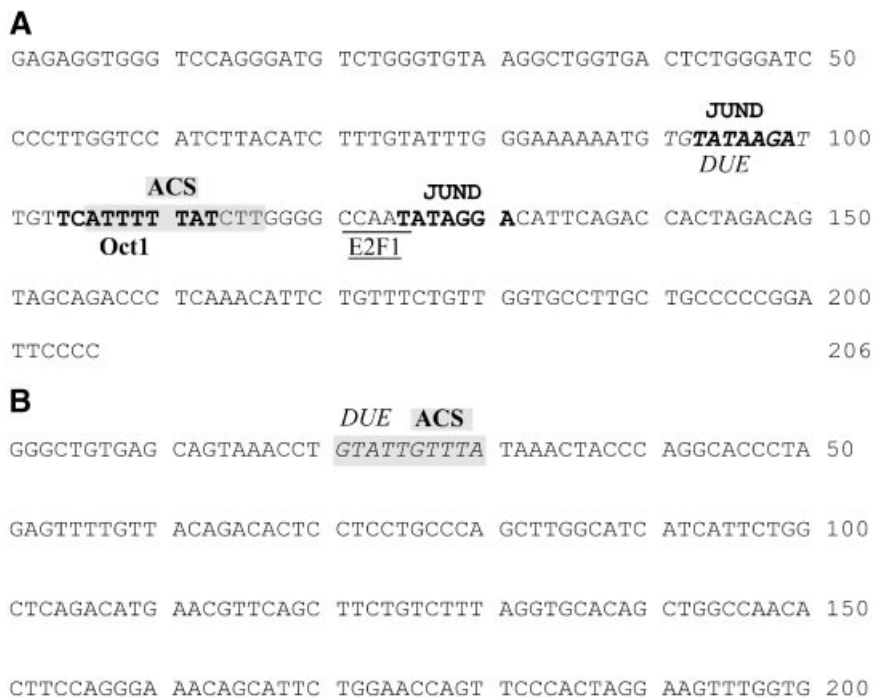 A
GAGAGGTGGG TCCAGGGATG TCTGGGTGTA AGGCTGGTGA CTCTGGGATC 50
JUND
CCCTTGGTCC ATCTTACATC TTTGTATTTG GGAAAAAATG TGTATAAGAT 100
DUE
ACS JUND
TGTTCATTTT TATCTTGGGG CCAATATAGG ACATTCAGAC CACTAGACAG 150
Oct1 E2F1
TAGCAGACCC TCAAACATTC TGTTTCTGTT GGTGCCTTGC TGCCCCCGGA 200
TTCCCC 206
B
DUE ACS
GGGCTGTGAG CAGTAAACCT GTATTGTTTA TAAACTACCC AGGCACCCTA 50
GAGTTTTGTT ACAGACACTC CTCCTGCCCA GCTTGGCATC ATCATTCTGG 100
CTCAGACATG AACGTTCAGC TTCTGTCTTT AGGTGCACAG CTGGCCAACA 150
CTTCCAGGGA AACAGCATTC TGGAACCAGT TCCCACTAGG AAGTTTGGTG 200